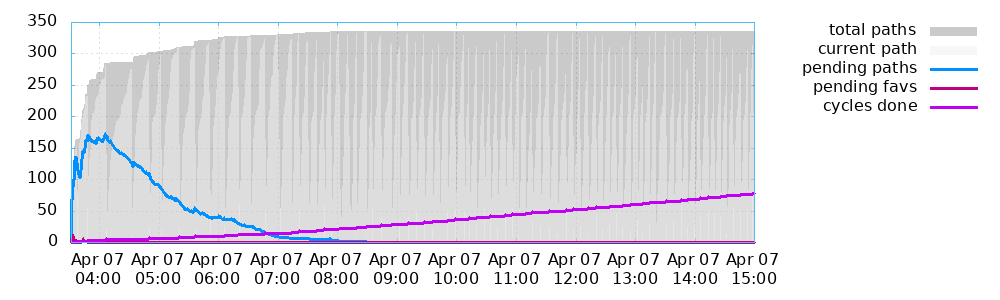 350
300
250
200
150
100
50
0
Apr 07 04:00
Apr 07 05:00
Apr 07 06:00
Apr 07 07:00
Apr 07 08:00
Apr 07 09:00
Apr 07 10:00
Apr 07 11:00
Apr 07 12:00
Apr 07 13:00
Apr 07 14:00
Apr 07 15:00
total paths
current path
pending paths
pending favs
cycles done